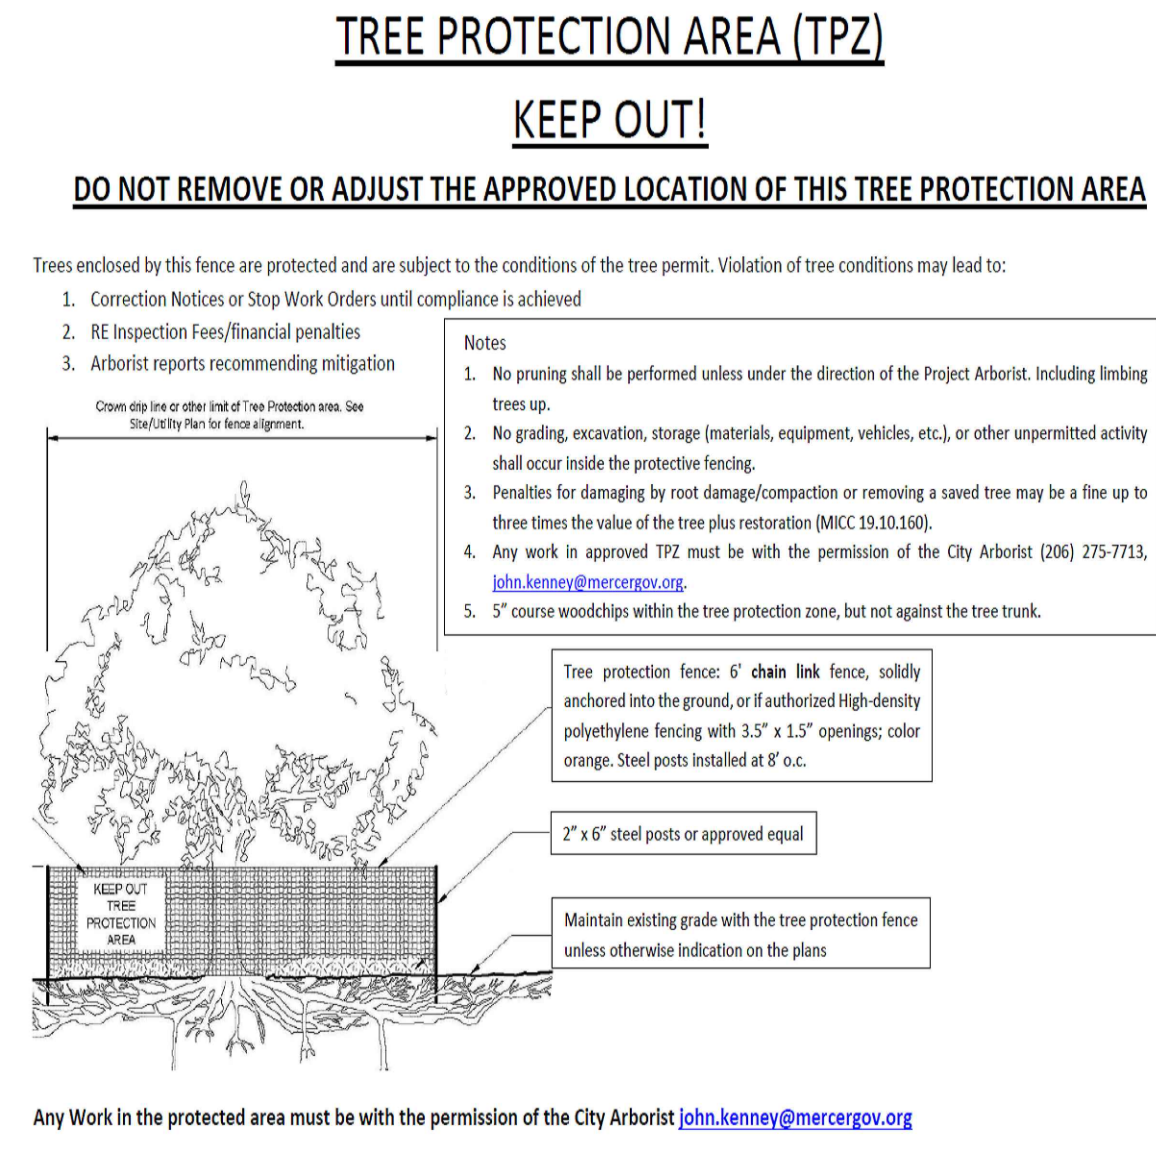 TREE PROTECTION AREA (TPZ)
KEEP OUT!
DO NOT REMOVE OR ADJUST THE APPROVED LOCATION OF THIS TREE PROTECTION AREA
Trees enclosed by this fence are protected and are subject to the conditions of the tree permit. Violation of tree conditions may lead to:
1. Correction Notices or Stop Work Orders until compliance is achieved
2. RE Inspection Fees/financial penalties
3. Arborist reports recommending mitigation
Crown drip line or other limit of Tree Protection area. See
Site/Utility Plan for fence alignment.
Notes
1. No pruning shall be performed unless under the direction of the Project Arborist. Including limbing
trees up.
2. No grading, excavation, storage (materials, equipment, vehicles, etc.), or other unpermitted activity
shall occur inside the protective fencing.
3. Penalties for damaging by root damage/compaction or removing a saved tree may be a fine up to
three times the value of the tree plus restoration (MICC 19.10.160).
4. Any work in approved TPZ must be with the permission of the City Arborist (206) 275-7713,
john.kenney@mercergov.org.
5. 5" course woodchips within the tree protection zone, but not against the tree trunk.
Tree protection fence: 6' chain link fence, solidly
anchored into the ground, or if authorized High-density
polyethylene fencing with 3.5" x 1.5" openings; color
orange. Steel posts installed at 8' o.c.
2" x 6" steel posts or approved equal
KEEP OUT
TREE
PROTECTION
AREA
Maintain existing grade with the tree protection fence
unless otherwise indication on the plans
Any Work in the protected area must be with the permission of the City Arborist john.kenney@mercergov.org